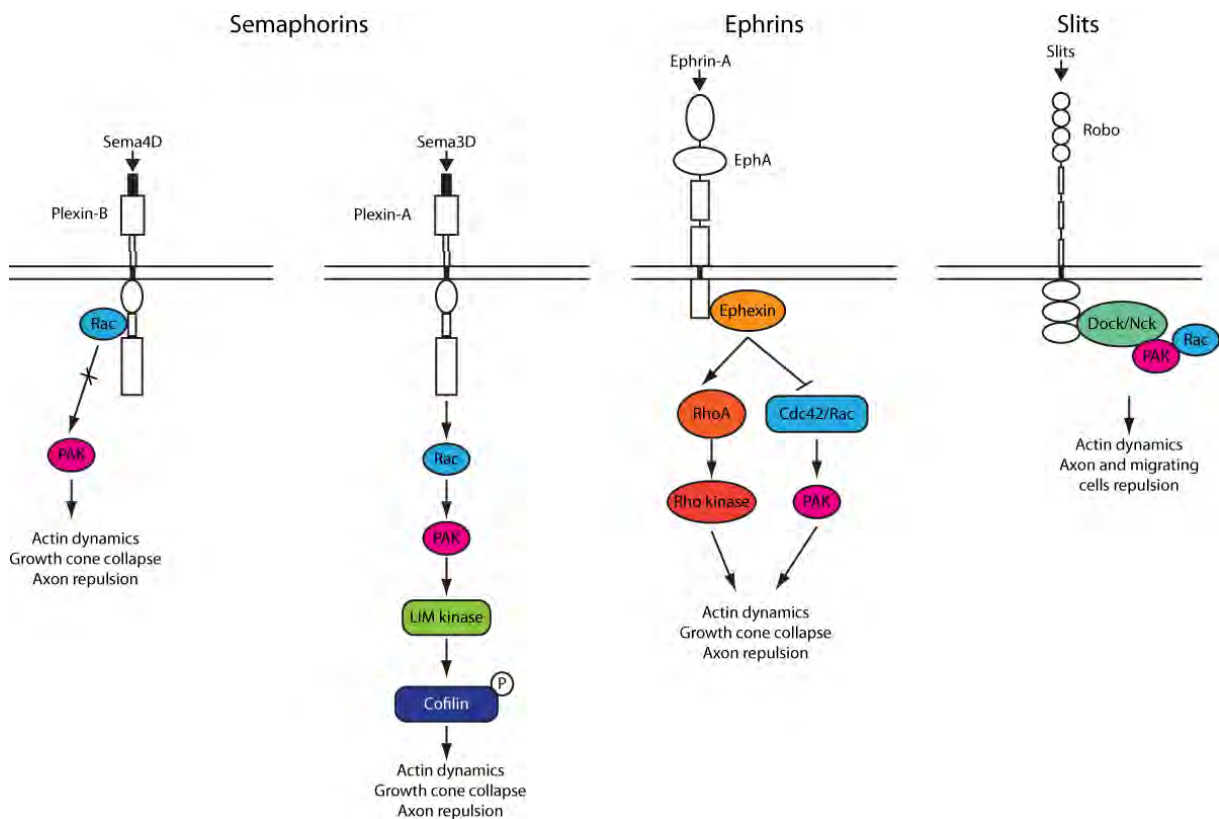 Semaphorins
Ephrins
Slits
Sema4D
Plexin-B
Rac
PAK
Actin dynamics
Growth cone collapse
Axon repulsion
Sema3D
Plexin-A
Rac
PAK
LIM kinase
P
Cofilin
Actin dynamics
Growth cone collapse
Axon repulsion
Ephrin-A
EphA
Ephexin
RhoA
Cdc42/Rac
Rho kinase
PAK
Actin dynamics
Growth cone collapse
Axon repulsion
Slits
Robo
Dock/Nck
Rac
PAK
Actin dynamics
Axon and migrating
cells repulsion